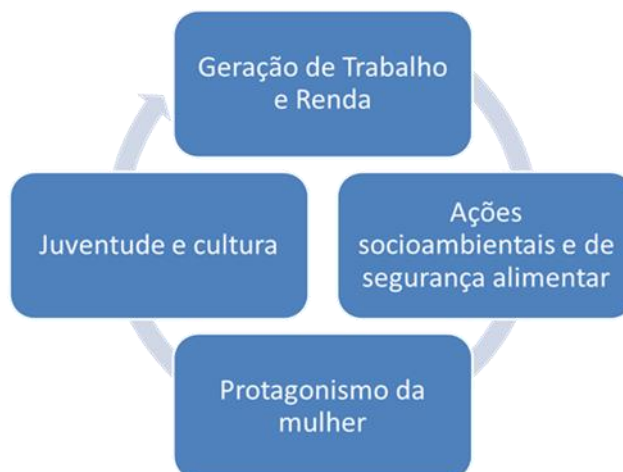 Geração de Trabalho
e Renda
Ações
socioambientais e de
segurança alimentar
Protagonismo da
mulher
Juventude e cultura